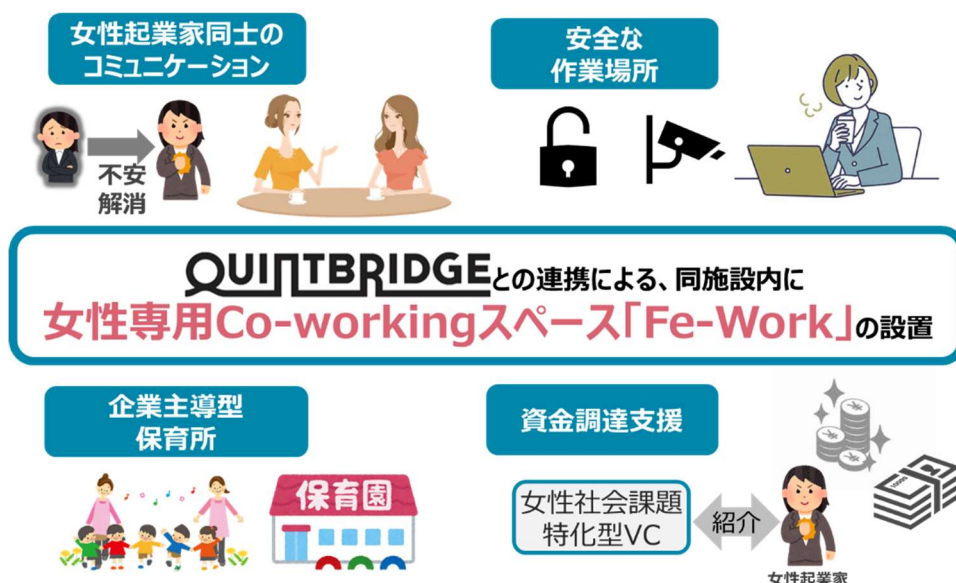 女性起業家同士の
コミュニケーション
安全な
作業場所
不安
解消
QUINTBRIDGEとの連携による、同施設内に
女性専用Co-workingスペース「Fe-Work」の設置
企業主導型
保育所
資金調達支援
保育園
女性社会課題
特化型VC
紹介
女性起業家